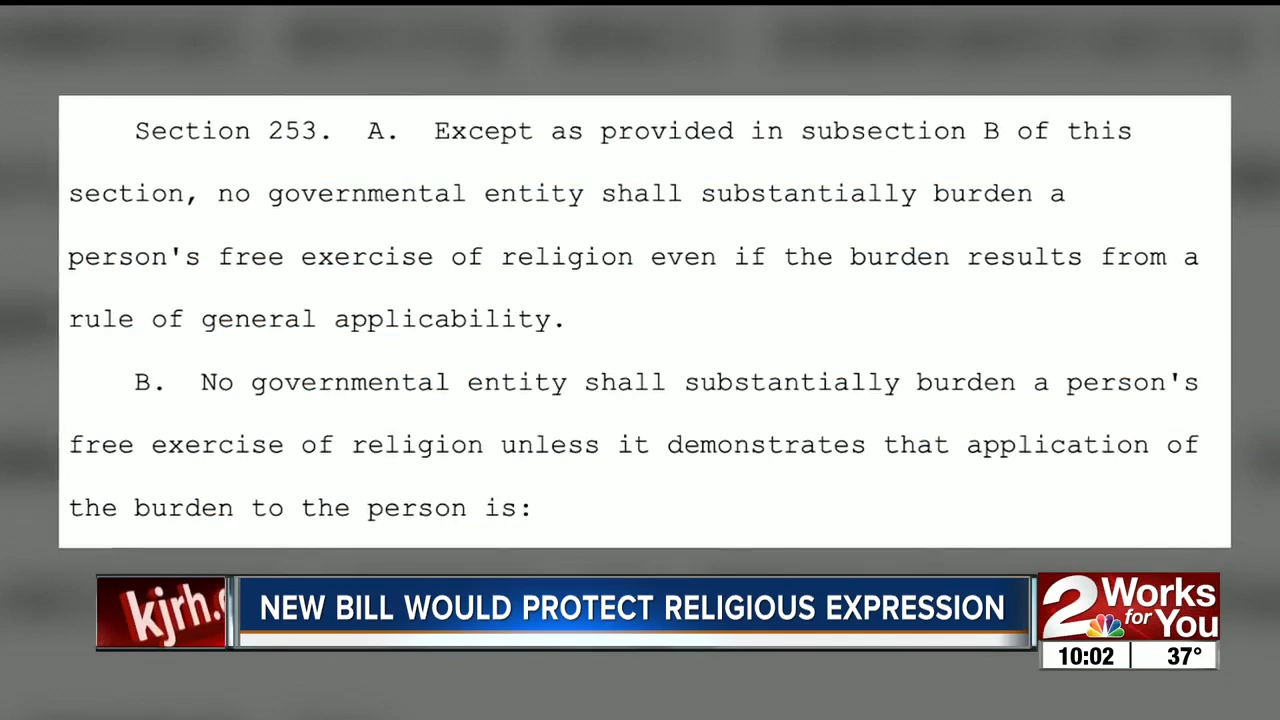 Section 253. A. Except as provided in subsection B of this
section, no governmental entity shall substantially burden a
person's free exercise of religion even if the burden results from a
rule of general applicability.
B. No governmental entity shall substantially burden a person's
free exercise of religion unless it demonstrates that application of
the burden to the person is:
kjrh.
NEW BILL WOULD PROTECT RELIGIOUS EXPRESSION
2 Works for You
10:02 37°